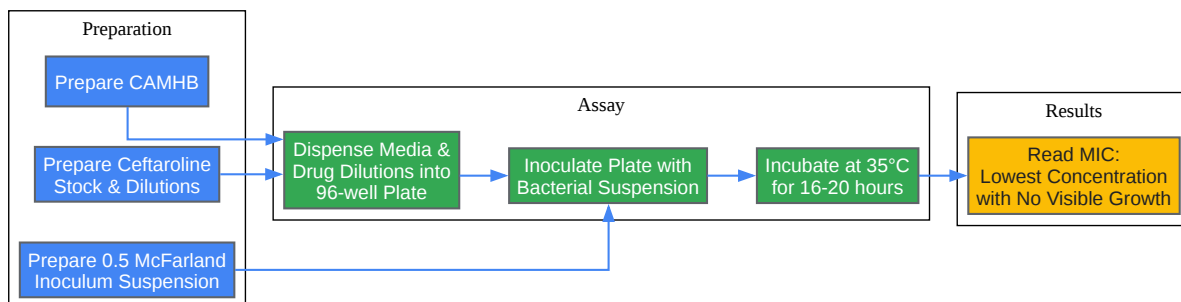 Preparation
Prepare CAMHB
Prepare Ceftaroline
Stock & Dilutions
Prepare 0.5 McFarland
Inoculum Suspension
Assay
Dispense Media &
Drug Dilutions into
96-well Plate
Inoculate Plate with
Bacterial Suspension
Incubate at 35°C
for 16-20 hours
Results
Read MIC:
Lowest Concentration
with No Visible Growth